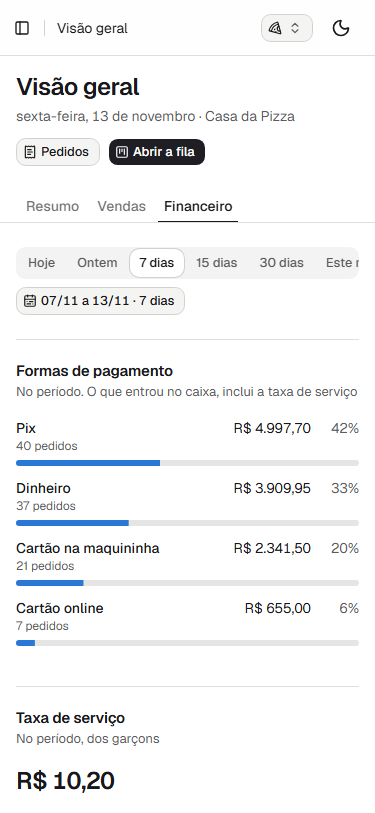 Visão geral
Visão geral
sexta-feira, 13 de novembro · Casa da Pizza
Pedidos
Abrir a fila
Resumo Vendas Financeiro
Hoje Ontem 7 dias 15 dias 30 dias Este
07/11 a 13/11 · 7 dias
Formas de pagamento
No período. O que entrou no caixa, inclui a taxa de serviço
Pix R$ 4.997,70 42%
40 pedidos
Dinheiro R$ 3.909,95 33%
37 pedidos
Cartão na maquininha R$ 2.341,50 20%
21 pedidos
Cartão online R$ 655,00 6%
7 pedidos
Taxa de serviço
No período, dos garçons
R$ 10,20